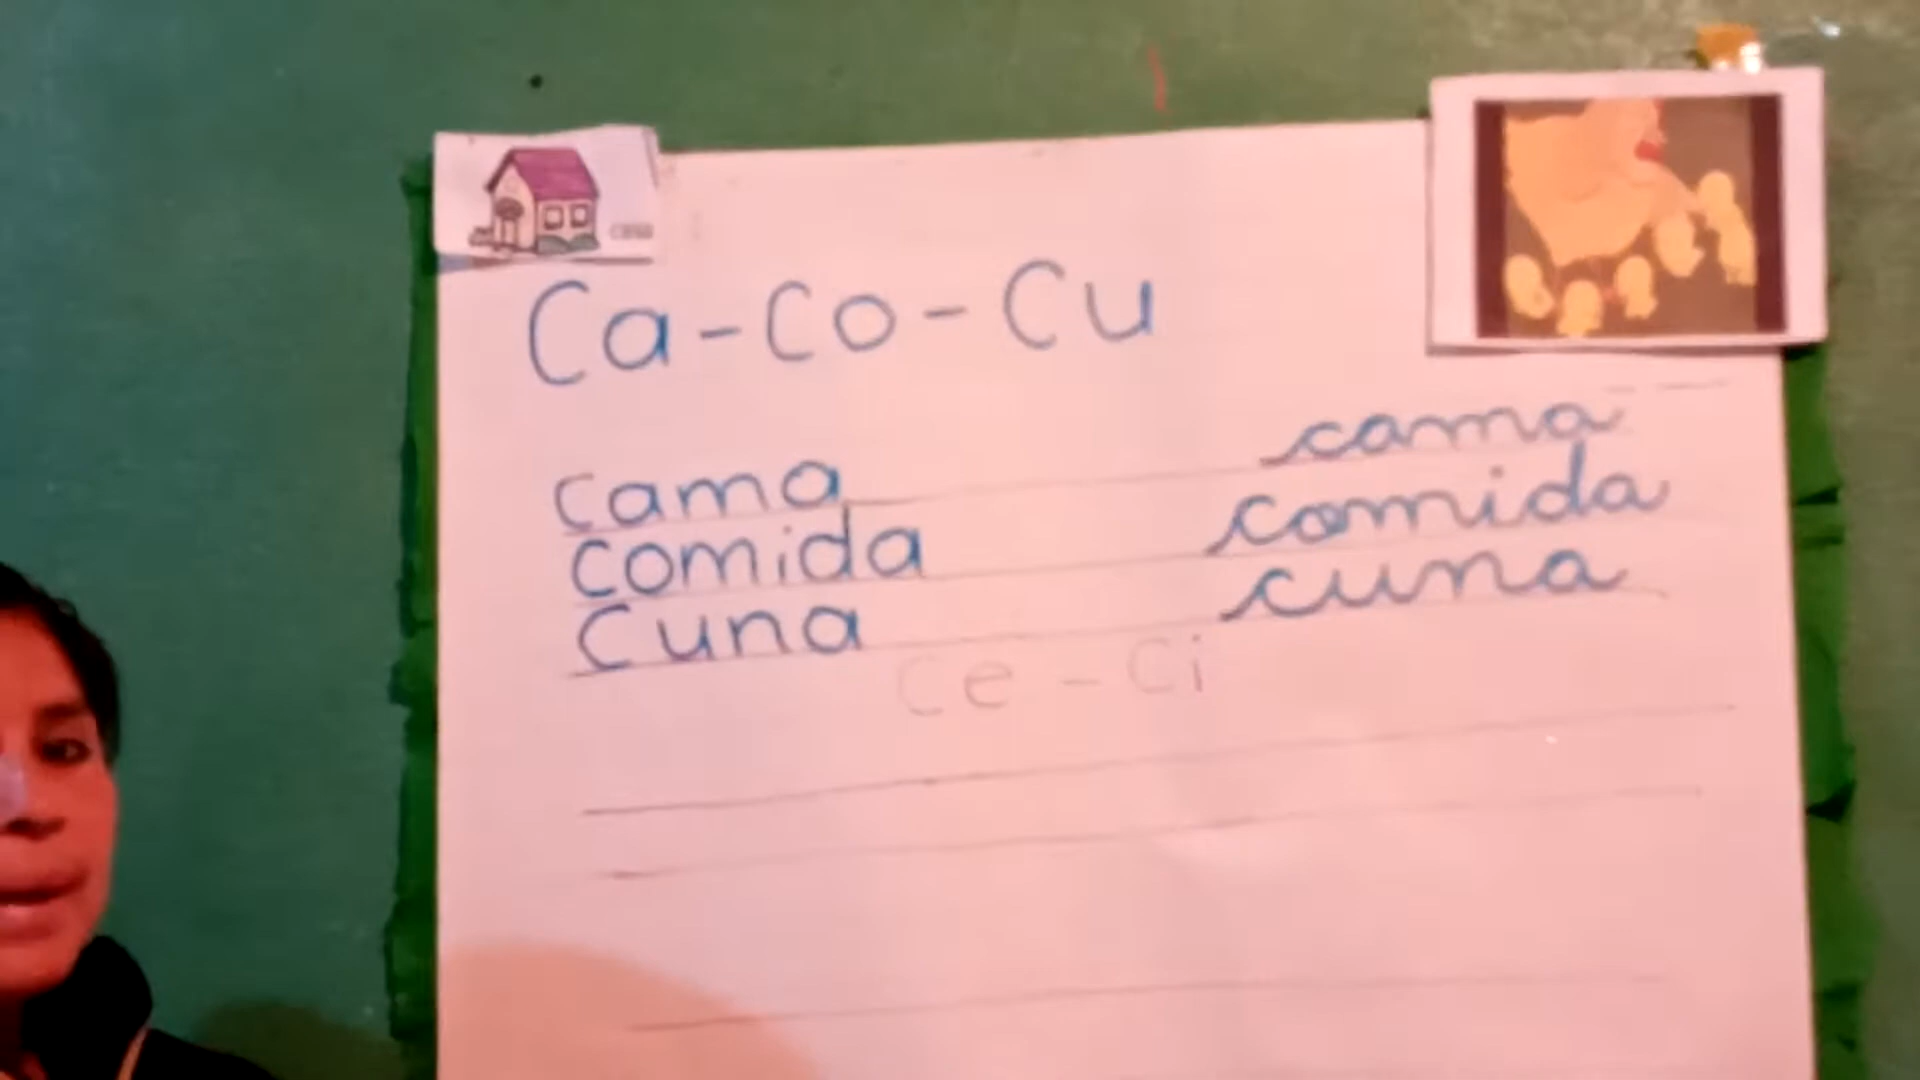 Ca - Co - Cu
cama cama
comida comida
Cuna cuna
Ce - Ci